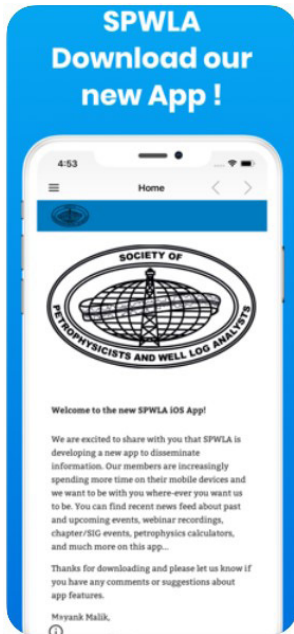 SPWLA
Download our
new App !
4:53
Home
SOCIETY OF
PETROPHYSICISTS AND WELL LOG ANALYSTS
Welcome to the new SPWLA iOS App!
We are excited to share with you that SPWLA is
developing a new app to disseminate
information. Our members are increasingly
spending more time on their mobile devices and
we want to be with you where-ever you want us
to be. You can find recent news feed about past
and upcoming events, webinar recordings,
chapter/SIG events, petrophysics calculators,
and much more on this app...
Thanks for downloading and please let us know if
you have any comments or suggestions about
app features.
Mayank Malik,